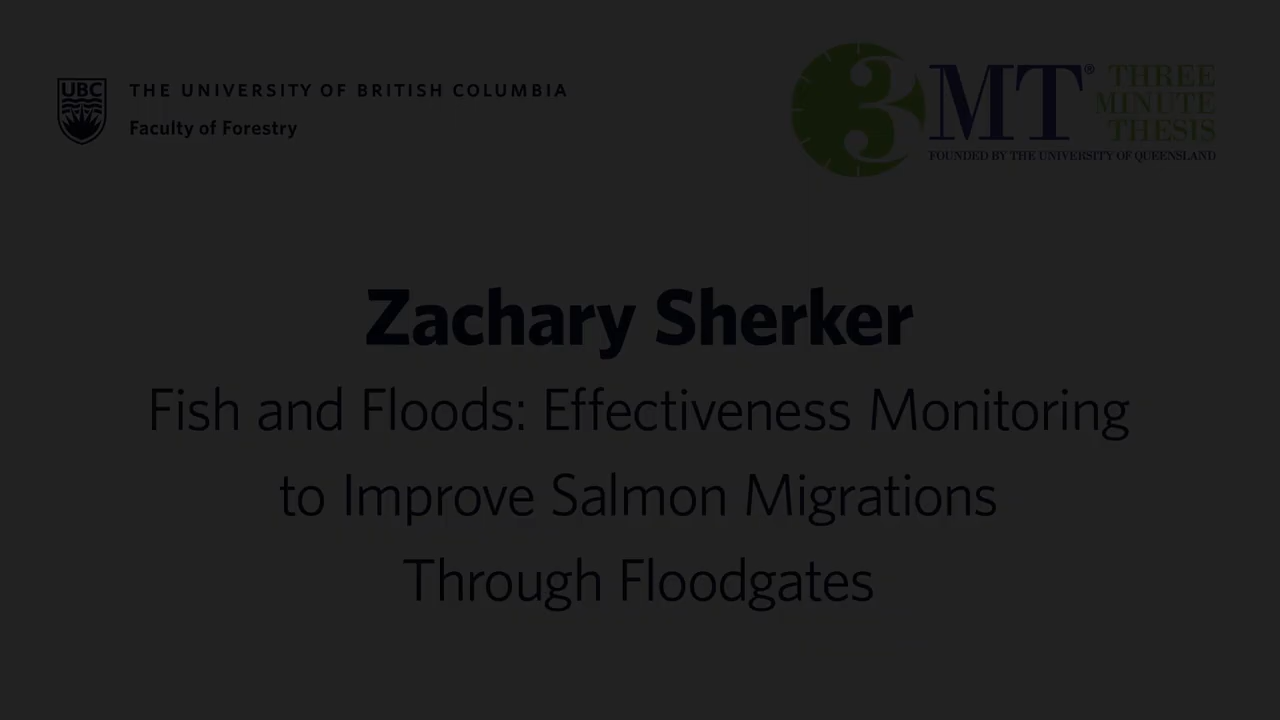 UBC
THE UNIVERSITY OF BRITISH COLUMBIA
Faculty of Forestry
3MT® THREE
MINUTE
THESIS
FOUNDED BY THE UNIVERSITY OF QUEENSLAND
Zachary Sherker
Fish and Floods: Effectiveness Monitoring
to Improve Salmon Migrations
Through Floodgates